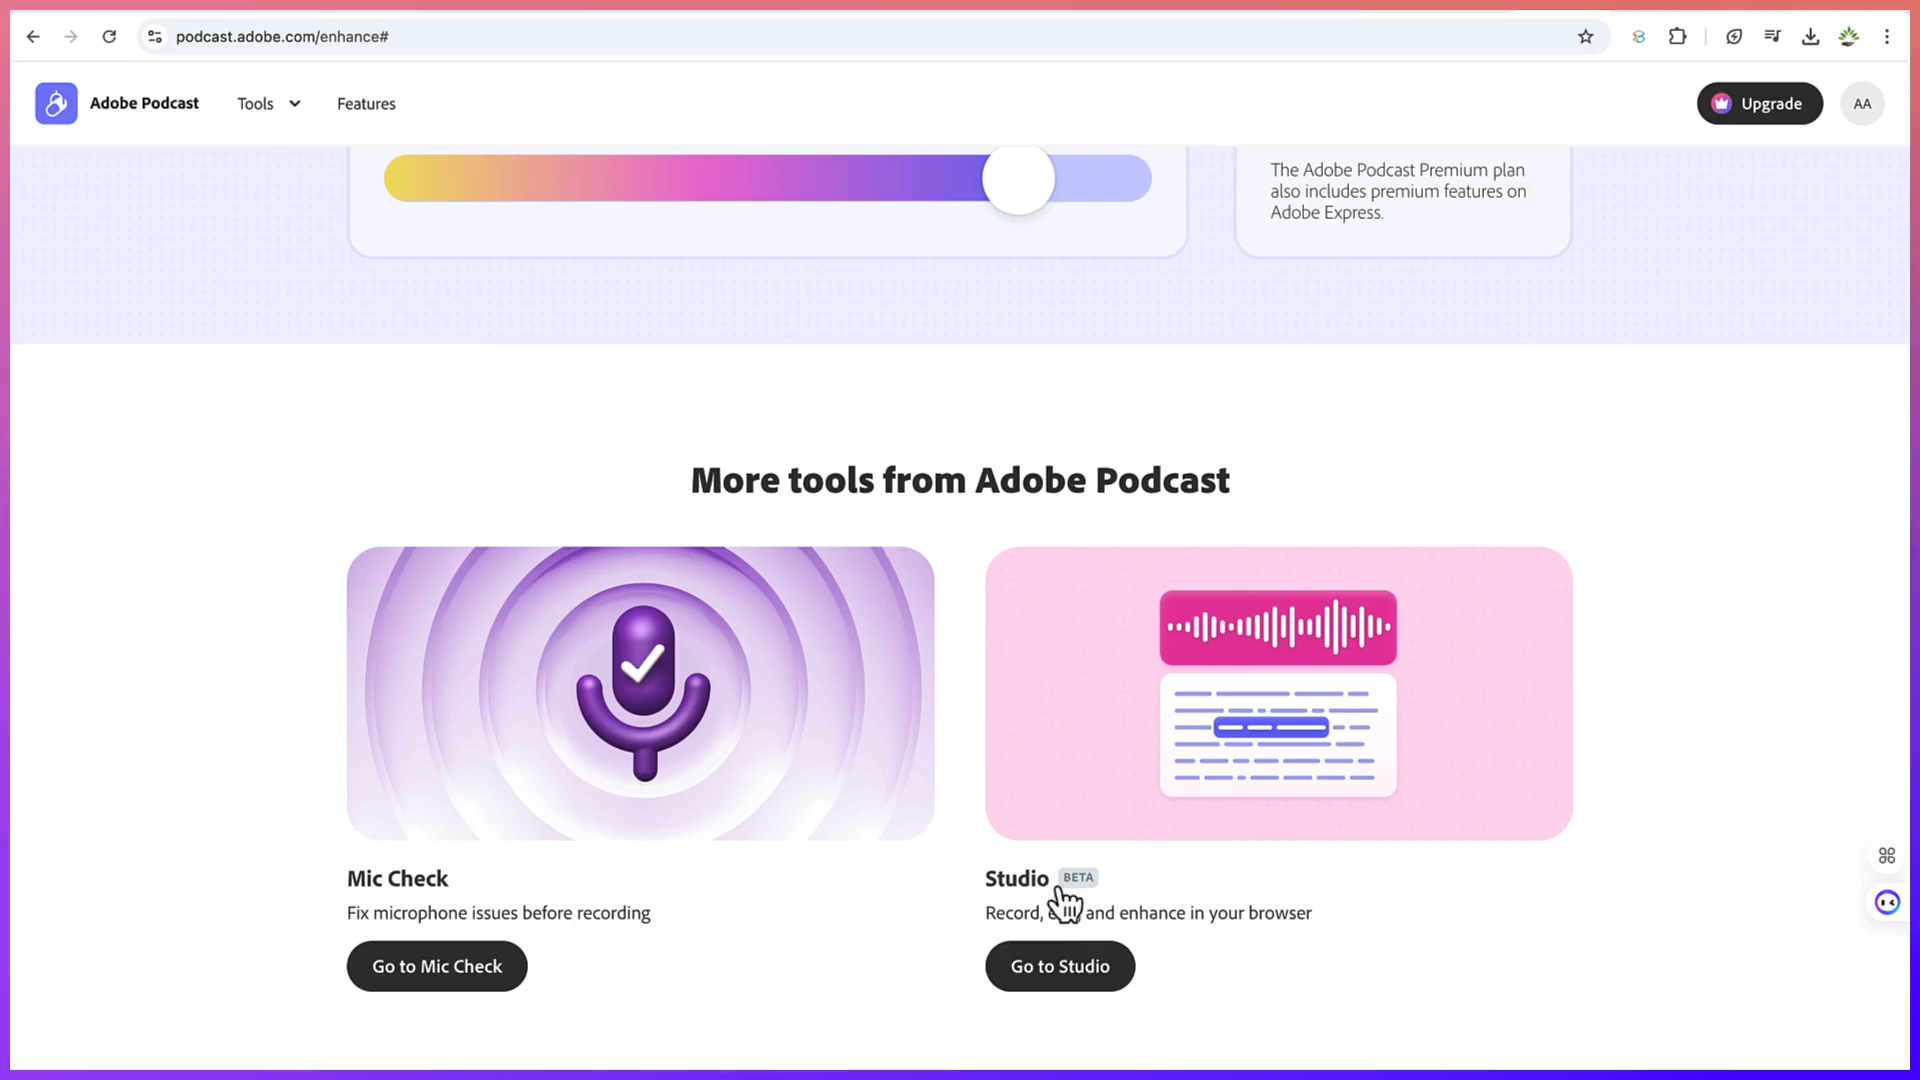 podcast.adobe.com/enhance#
Adobe Podcast
Tools
Features
Upgrade
AA
The Adobe Podcast Premium plan
also includes premium features on
Adobe Express.
More tools from Adobe Podcast
Mic Check
Fix microphone issues before recording
Go to Mic Check
Studio BETA
Record, and enhance in your browser
Go to Studio